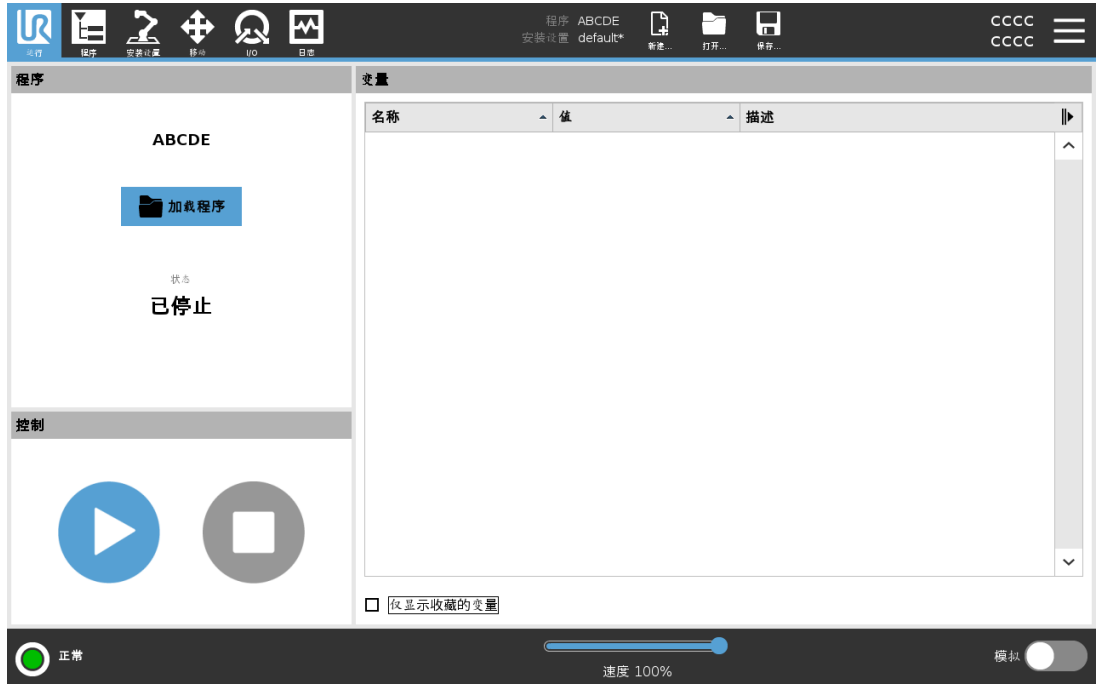 UR
运行
程序
安装设置
移动
I/O
日志
程序 ABCDE
安装设置 default*
新建...
打开...
保存...
CCCC
CCCC
程序
变量
ABCDE
加载程序
状态
已停止
名称
值
描述
控制
仅显示收藏的变量
正常
速度 100%
模拟